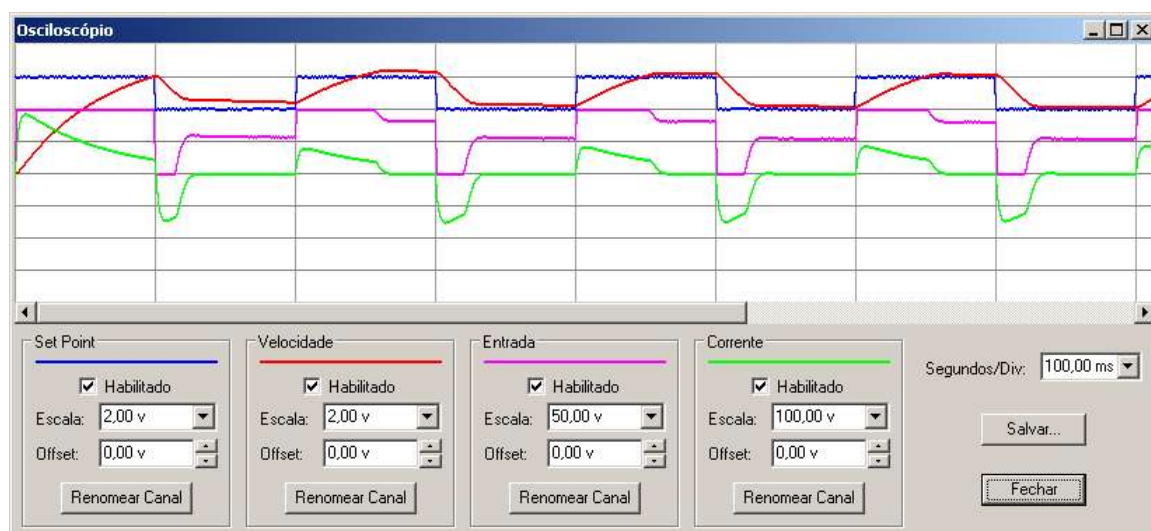 Osciloscópio
Set Point Velocidade Entrada Corrente
Habilitado Habilitado Habilitado Habilitado
Segundos/Div: 100,00 ms
Escala: 2,00 v Escala: 2,00 v Escala: 50,00 v Escala: 100,00 v
Offset: 0,00 v Offset: 0,00 v Offset: 0,00 v Offset: 0,00 v
Salvar...
Renomear Canal Renomear Canal Renomear Canal Renomear Canal
Fechar